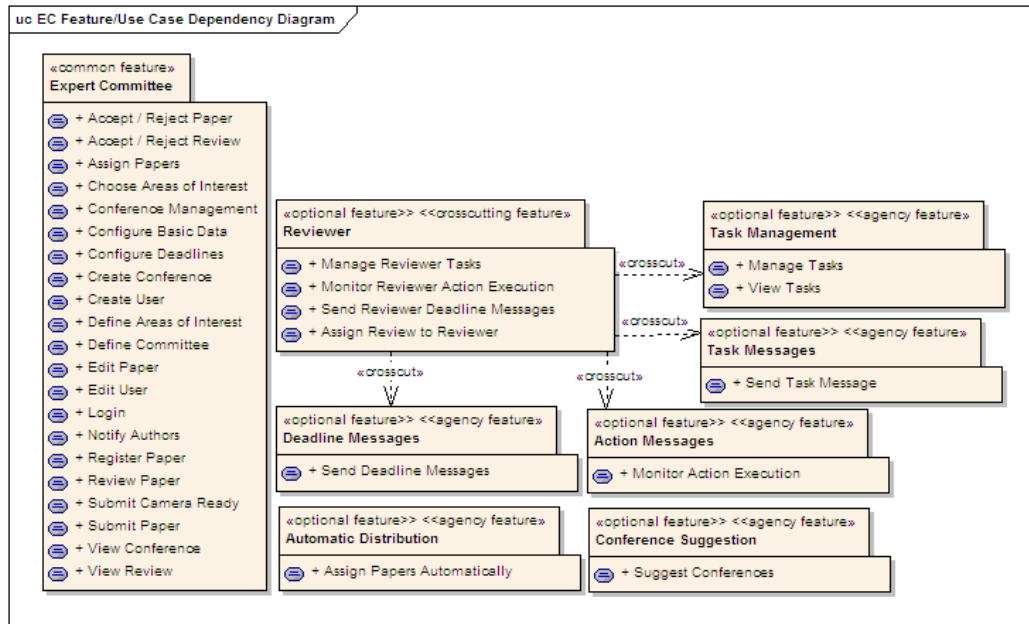 uc EC Feature/Use Case Dependency Diagram
«common feature»
Expert Committee
+ Accept / Reject Paper
+ Accept / Reject Review
+ Assign Papers
+ Choose Areas of Interest
+ Conference Management
+ Configure Basic Data
+ Configure Deadlines
+ Create Conference
+ Create User
+ Define Areas of Interest
+ Define Committee
+ Edit Paper
+ Edit User
+ Login
+ Notify Authors
+ Register Paper
+ Review Paper
+ Submit Camera Ready
+ Submit Paper
+ View Conference
+ View Review
«optional feature>> <<crosscutting feature»
Reviewer
+ Manage Reviewer Tasks
+ Monitor Reviewer Action Execution
+ Send Reviewer Deadline Messages
+ Assign Review to Reviewer
«crosscut»
«optional feature>> <<agency feature»
Task Management
+ Manage Tasks
+ View Tasks
«crosscut»
«optional feature>> <<agency feature»
Task Messages
+ Send Task Message
«crosscut»
«optional feature>> <<agency feature»
Deadline Messages
+ Send Deadline Messages
«crosscut»
«optional feature>> <<agency feature»
Action Messages
+ Monitor Action Execution
«optional feature>> <<agency feature»
Automatic Distribution
+ Assign Papers Automatically
«optional feature>> <<agency feature»
Conference Suggestion
+ Suggest Conferences